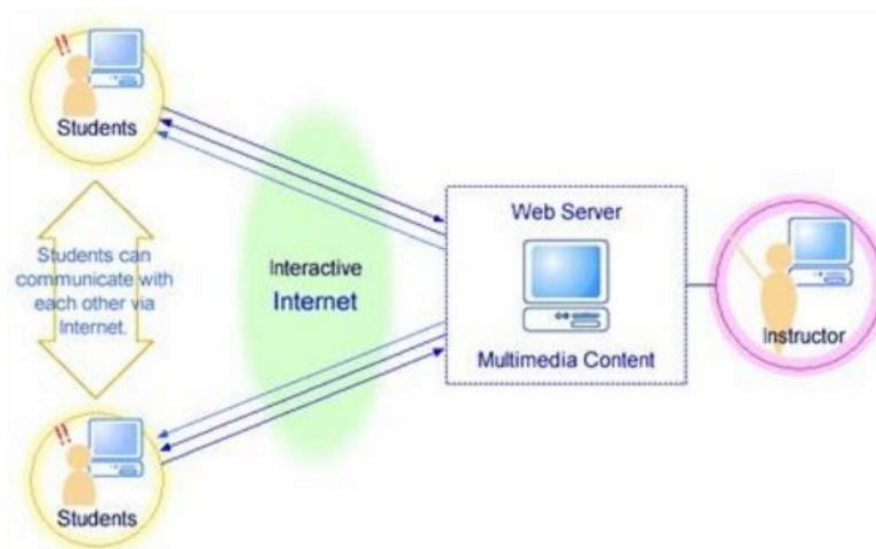 !!
Students
Students can
communicate with
each other via
Internet.
!!
Students
Interactive
Internet
Web Server
Multimedia Content
Instructor